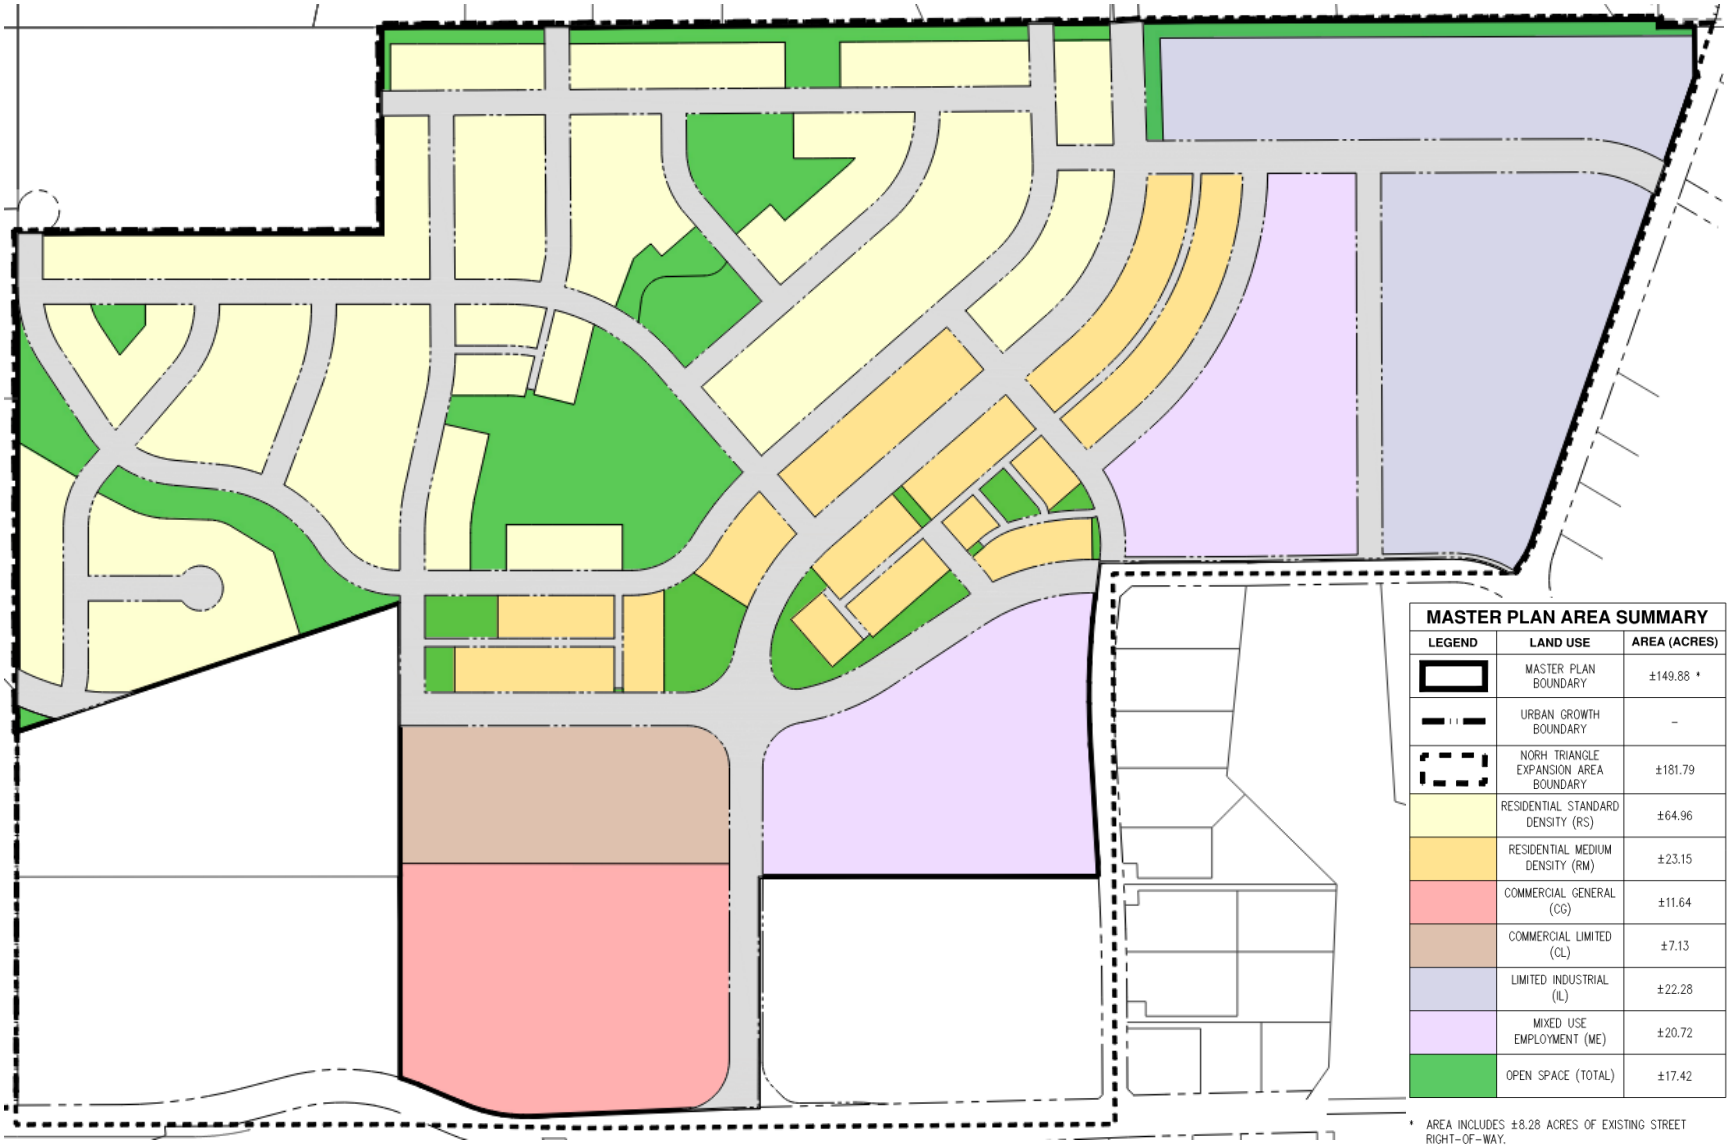 MASTER PLAN AREA SUMMARY
LEGEND LAND USE AREA (ACRES)
MASTER PLAN
BOUNDARY
±149.88 *
URBAN GROWTH
BOUNDARY
–
NORH TRIANGLE
EXPANSION AREA
BOUNDARY
±181.79
RESIDENTIAL STANDARD
DENSITY (RS)
±64.96
RESIDENTIAL MEDIUM
DENSITY (RM)
±23.15
COMMERCIAL GENERAL
(CG)
±11.64
COMMERCIAL LIMITED
(CL)
±7.13
LIMITED INDUSTRIAL
(IL)
±22.28
MIXED USE
EMPLOYMENT (ME)
±20.72
OPEN SPACE (TOTAL) ±17.42
* AREA INCLUDES ±8.28 ACRES OF EXISTING STREET
RIGHT-OF-WAY.